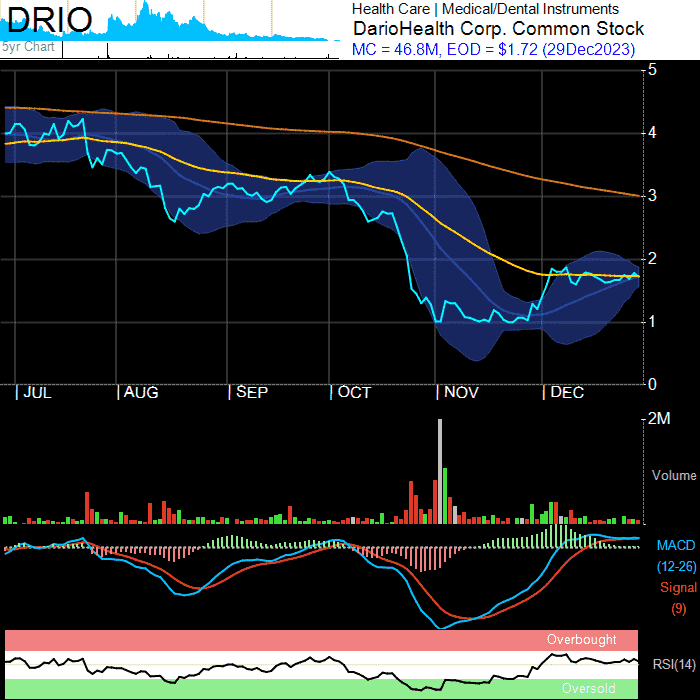 DRIO
5yr Chart
Health Care | Medical/Dental Instruments
DarioHealth Corp. Common Stock
MC = 46.8M, EOD = $1.72 (29Dec2023)
5
4
3
2
1
0
| JUL | AUG | SEP | OCT | NOV | DEC
2M
Volume
MACD
(12-26)
Signal
(9)
Overbought
RSI(14)
Oversold